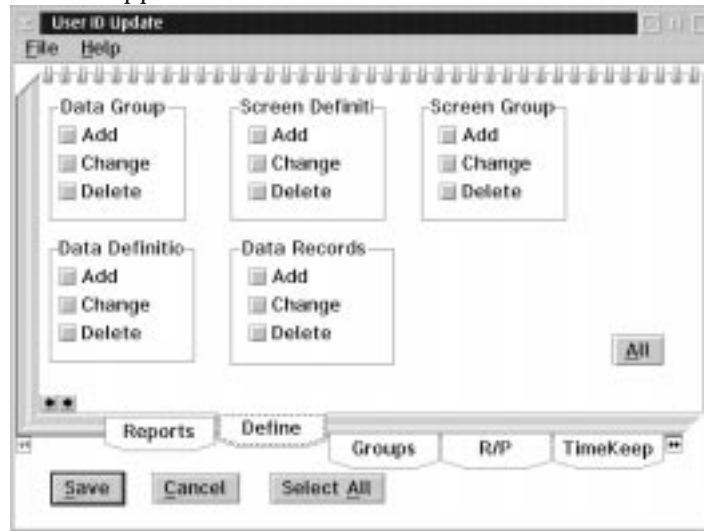 User ID Update
File Help
Data Group Screen Definiti Screen Group
Add Add Add
Change Change Change
Delete Delete Delete
Data Definitio Data Records
Add Add
Change Change
Delete Delete
All
Reports Define Groups R/P TimeKeep
Save Cancel Select All